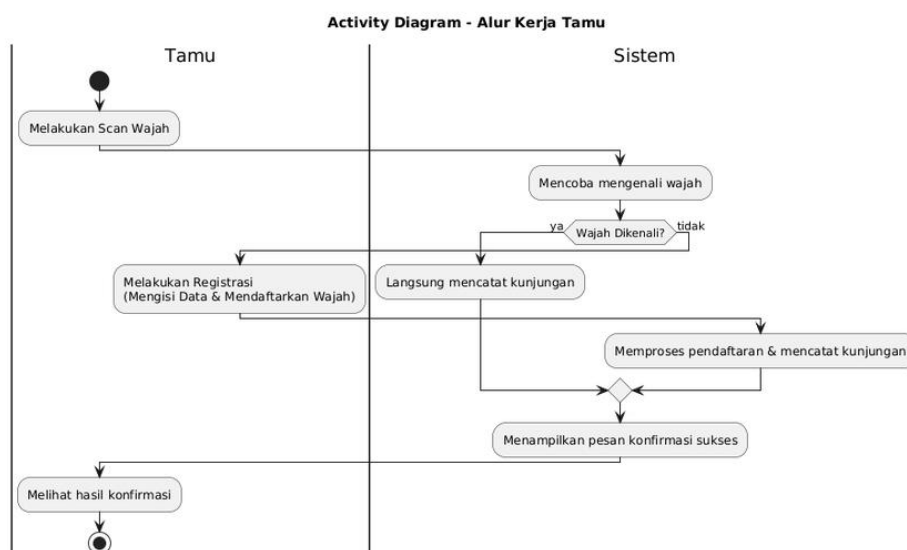 Activity Diagram - Alur Kerja Tamu
Tamu
Sistem
Melakukan Scan Wajah
Mencoba mengenali wajah
ya
Wajah Dikenali?
tidak
Melakukan Registrasi
(Mengisi Data & Mendaftarkan Wajah)
Langsung mencatat kunjungan
Memproses pendaftaran & mencatat kunjungan
Menampilkan pesan konfirmasi sukses
Melihat hasil konfirmasi